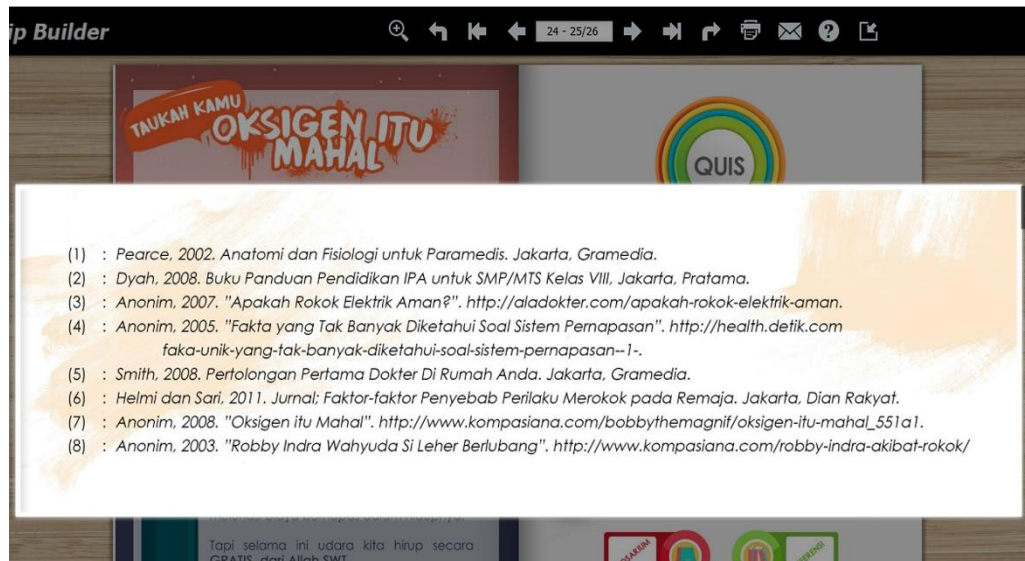 ip Builder
24 - 25/26
TAUKAH KAMU
OKSIGEN ITU
MAHAL
QUIS
(1) : Pearce, 2002. Anatomi dan Fisiologi untuk Paramedis. Jakarta, Gramedia.
(2) : Dyah, 2008. Buku Panduan Pendidikan IPA untuk SMP/MTS Kelas VIII, Jakarta, Pratama.
(3) : Anonim, 2007. "Apakah Rokok Elektrik Aman?". http://aladokter.com/apakah-rokok-elektrik-aman.
(4) : Anonim, 2005. "Fakta yang Tak Banyak Diketahui Soal Sistem Pernapasan". http://health.detik.com
faka-unik-yang-tak-banyak-diketahui-soal-sistem-pernapasan--1-.
(5) : Smith, 2008. Pertolongan Pertama Dokter Di Rumah Anda. Jakarta, Gramedia.
(6) : Helmi dan Sari, 2011. Jurnal; Faktor-faktor Penyebab Perilaku Merokok pada Remaja. Jakarta, Dian Rakyat.
(7) : Anonim, 2008. "Oksigen itu Mahal". http://www.kompasiana.com/bobbythemagnif/oksigen-itu-mahal_551a1.
(8) : Anonim, 2003. "Robby Indra Wahyuda Si Leher Berlubang". http://www.kompasiana.com/robby-indra-akibat-rokok/
Tapi selama ini udara kita hirup secara
GRATIS dari Allah SWT